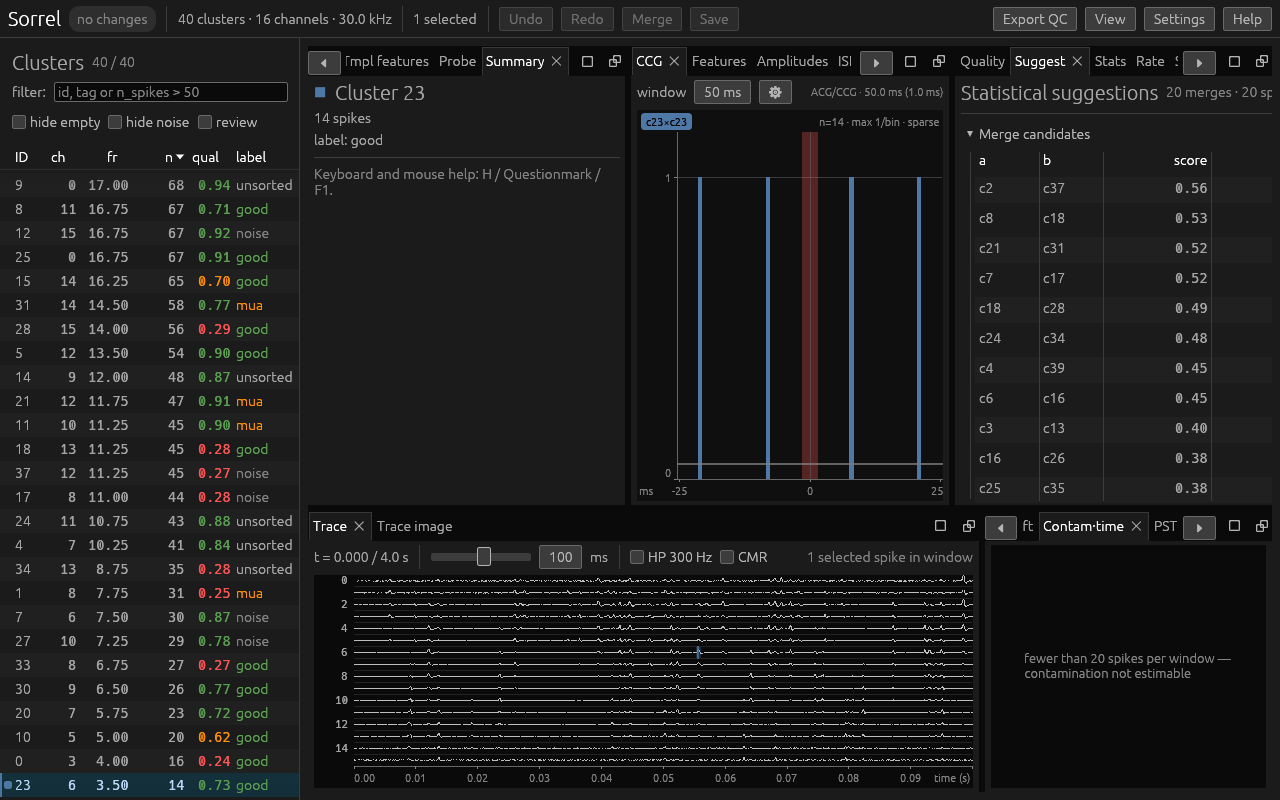 Sorrel no changes 40 clusters · 16 channels · 30.0 kHz 1 selected Undo Redo Merge Save Export QC View Settings Help
Clusters 40 / 40
filter: id, tag or n_spikes > 50
hide empty hide noise review
ID ch fr n qual label
9 0 17.00 68 0.94 unsorted
8 11 16.75 67 0.71 good
12 15 16.75 67 0.92 noise
25 0 16.75 67 0.91 good
15 14 16.25 65 0.70 good
31 14 14.50 58 0.77 mua
28 15 14.00 56 0.29 good
5 12 13.50 54 0.90 good
14 9 12.00 48 0.87 unsorted
21 12 11.75 47 0.91 mua
11 10 11.25 45 0.90 mua
18 13 11.25 45 0.28 good
37 12 11.25 45 0.27 noise
17 8 11.00 44 0.28 noise
24 11 10.75 43 0.88 unsorted
4 7 10.25 41 0.84 unsorted
34 13 8.75 35 0.28 unsorted
1 8 7.75 31 0.25 mua
7 6 7.50 30 0.87 noise
27 10 7.25 29 0.78 noise
33 8 6.75 27 0.27 good
30 9 6.50 26 0.77 good
20 7 5.75 23 0.72 good
10 5 5.00 20 0.62 good
0 3 4.00 16 0.24 good
23 6 3.50 14 0.73 good
Tmpl features Probe Summary
Cluster 23
14 spikes
label: good
Keyboard and mouse help: H / Questionmark /
F1.
CCG Features Amplitudes ISI
window 50 ms ACG/CCG · 50.0 ms (1.0 ms)
c23×c23 n=14 · max 1/bin · sparse
1
0
ms -25 0 25
Quality Suggest Stats Rate
Statistical suggestions 20 merges · 20 sp
Merge candidates
a b score
c2 c37 0.56
c8 c18 0.53
c21 c31 0.52
c7 c17 0.52
c18 c28 0.49
c24 c34 0.48
c4 c39 0.45
c6 c16 0.45
c3 c13 0.40
c16 c26 0.38
c25 c35 0.38
Trace Trace image
t = 0.000 / 4.0 s 100 ms HP 300 Hz CMR 1 selected spike in window
0
2
4
6
8
10
12
14
0.00 0.01 0.02 0.03 0.04 0.05 0.06 0.07 0.08 0.09 time (s)
ft Contam·time PST
fewer than 20 spikes per window —
contamination not estimable